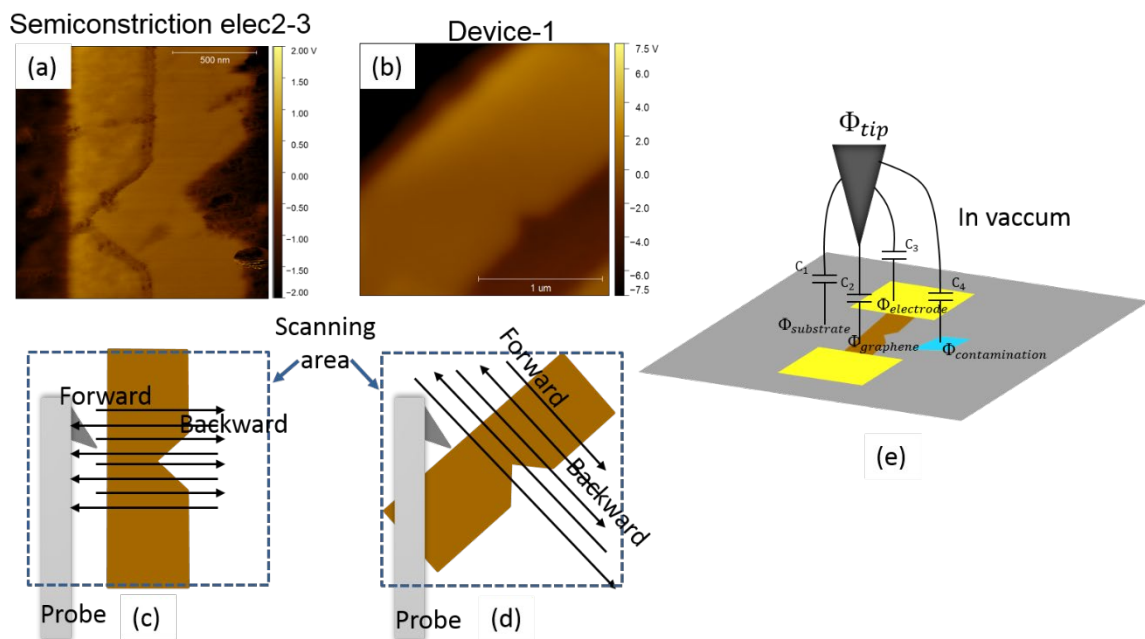 Semiconstriction elec2-3
(a)
500 nm
2.00 V
1.50
1.00
0.50
0.00
−0.50
−1.00
−1.50
−2.00
Device-1
(b)
1 um
7.5 V
6.0
4.0
2.0
0.0
−2.0
−4.0
−6.0
−7.5
Φtip
In vaccum
C1
C2
C3
C4
Φsubstrate
Φelectrode
Φgraphene
Φcontamination
(e)
Scanning
area
Forward
Backward
Probe
(c)
Forward
Backward
Probe
(d)